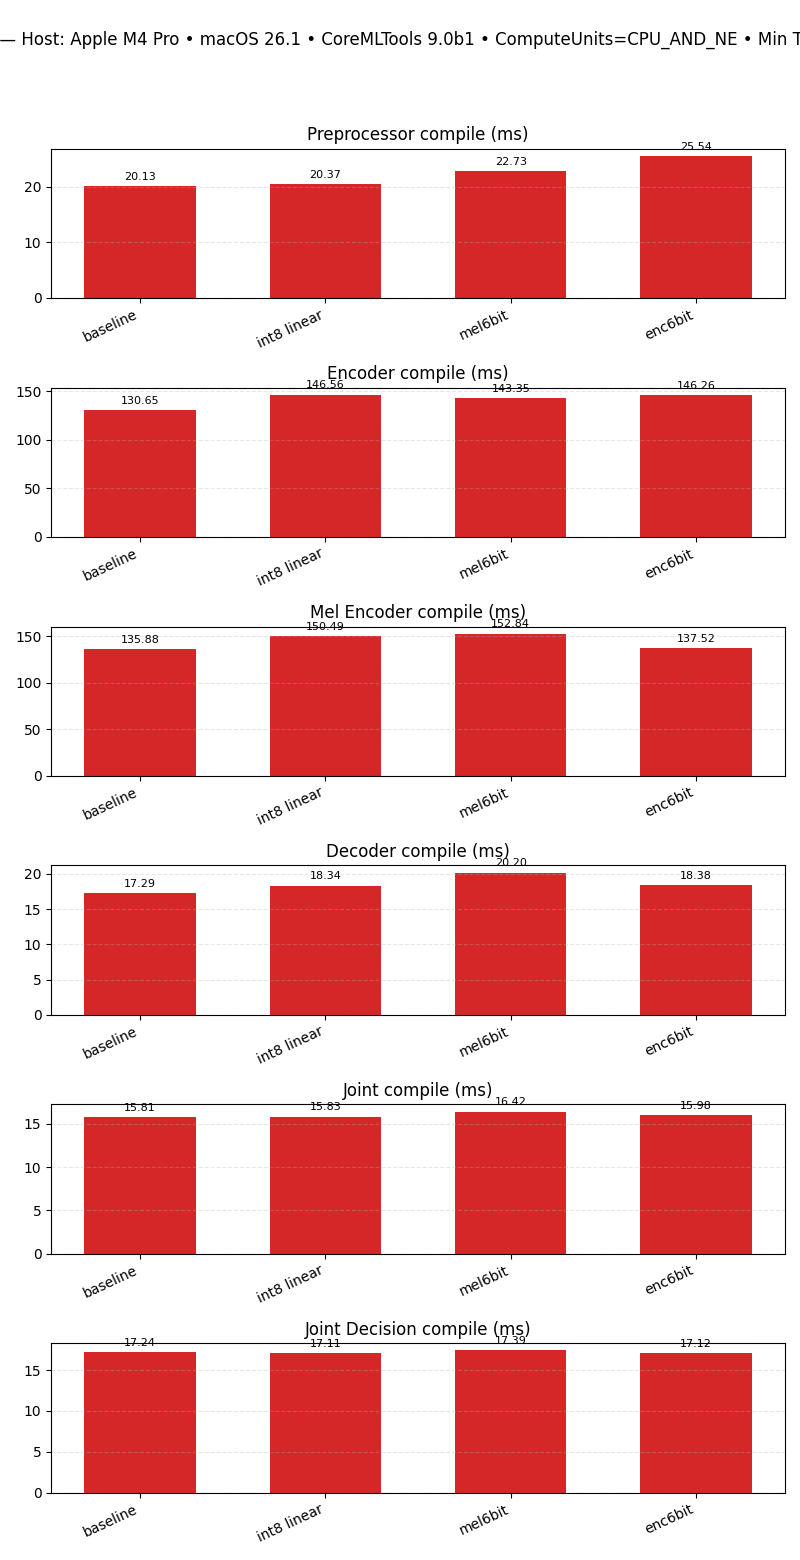 — Host: Apple M4 Pro • macOS 26.1 • CoreMLTools 9.0b1 • ComputeUnits=CPU_AND_NE • Min T
Preprocessor compile (ms)
20.13 20.37 22.73 25.54
20
10
0
baseline int8 linear mel6bit enc6bit
Encoder compile (ms)
130.65 146.56 143.35 146.26
150
100
50
0
baseline int8 linear mel6bit enc6bit
Mel Encoder compile (ms)
135.88 150.49 152.84 137.52
150
100
50
0
baseline int8 linear mel6bit enc6bit
Decoder compile (ms)
17.29 18.34 20.20 18.38
20
15
10
5
0
baseline int8 linear mel6bit enc6bit
Joint compile (ms)
15.81 15.83 16.42 15.98
15
10
5
0
baseline int8 linear mel6bit enc6bit
Joint Decision compile (ms)
17.24 17.11 17.39 17.12
15
10
5
0
baseline int8 linear mel6bit enc6bit